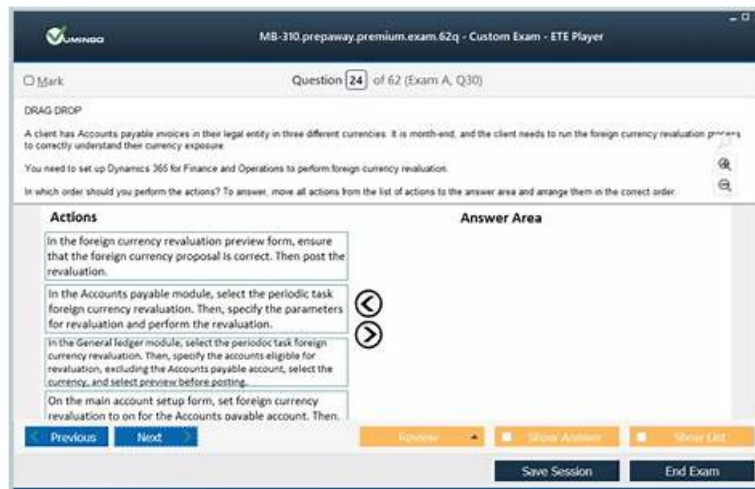 VUMINGO
MB-310.prepaway.premium.exam.62q - Custom Exam - ETE Player
Mark
Question 24 of 62 (Exam A, Q30)
DRAG DROP
A client has Accounts payable invoices in their legal entity in three different currencies. It is month-end, and the client needs to run the foreign currency revaluation process
to correctly understand their currency exposure.
You need to set up Dynamics 365 for Finance and Operations to perform foreign currency revaluation.
In which order should you perform the actions? To answer, move all actions from the list of actions to the answer area and arrange them in the correct order.
Actions
Answer Area
In the foreign currency revaluation preview form, ensure
that the foreign currency proposal is correct. Then post the
revaluation.
In the Accounts payable module, select the periodic task
foreign currency revaluation. Then, specify the parameters
for revaluation and perform the revaluation.
In the General ledger module, select the periodoc task foreign
currency revaluation. Then, specify the accounts eligible for
revaluation, excluding the Accounts payable account, select the
currency, and select preview before posting.
On the main account setup form, set foreign currency
revaluation to on for the Accounts payable account. Then,
Previous
Next
Review
Show Answer
Show List
Save Session
End Exam